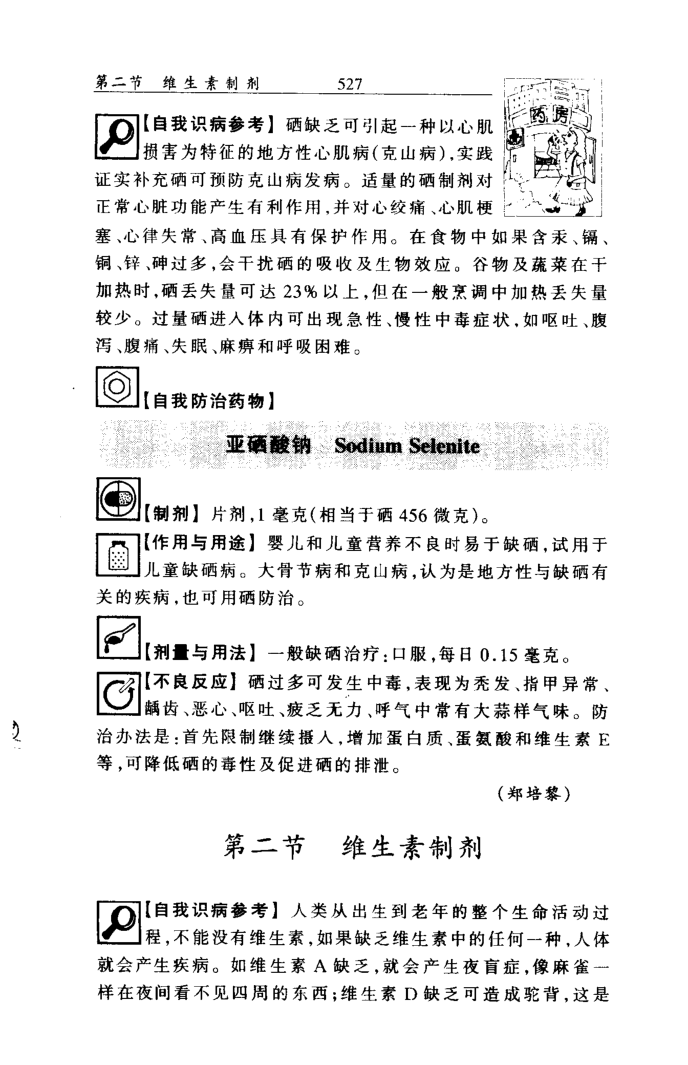 第二节 维生素制剂 527
药房
【自我识病参考】硒缺乏可引起一种以心肌
损害为特征的地方性心肌病(克山病),实践
证实补充硒可预防克山病发病。适量的硒制剂对
正常心脏功能产生有利作用,并对心绞痛、心肌梗
塞、心律失常、高血压具有保护作用。在食物中如果含汞、镉、
铜、锌、砷过多,会干扰硒的吸收及生物效应。谷物及蔬菜在干
加热时,硒丢失量可达 23%以上,但在一般烹调中加热丢失量
较少。过量硒进入体内可出现急性、慢性中毒症状,如呕吐、腹
泻、腹痛、失眠、麻痹和呼吸困难。
【自我防治药物】
亚硒酸钠 Sodium Selenite
【制剂】片剂,1 毫克(相当于硒 456 微克)。
【作用与用途】婴儿和儿童营养不良时易于缺硒,试用于
儿童缺硒病。大骨节病和克山病,认为是地方性与缺硒有
关的疾病,也可用硒防治。
【剂量与用法】一般缺硒治疗:口服,每日 0.15 毫克。
【不良反应】硒过多可发生中毒,表现为秃发、指甲异常、
龋齿、恶心、呕吐、疲乏无力、呼气中常有大蒜样气味。防
治办法是:首先限制继续摄入,增加蛋白质、蛋氨酸和维生素 E
等,可降低硒的毒性及促进硒的排泄。
(郑培黎)
第二节 维生素制剂
【自我识病参考】人类从出生到老年的整个生命活动过
程,不能没有维生素,如果缺乏维生素中的任何一种,人体
就会产生疾病。如维生素 A 缺乏,就会产生夜盲症,像麻雀一
样在夜间看不见四周的东西;维生素 D 缺乏可造成驼背,这是